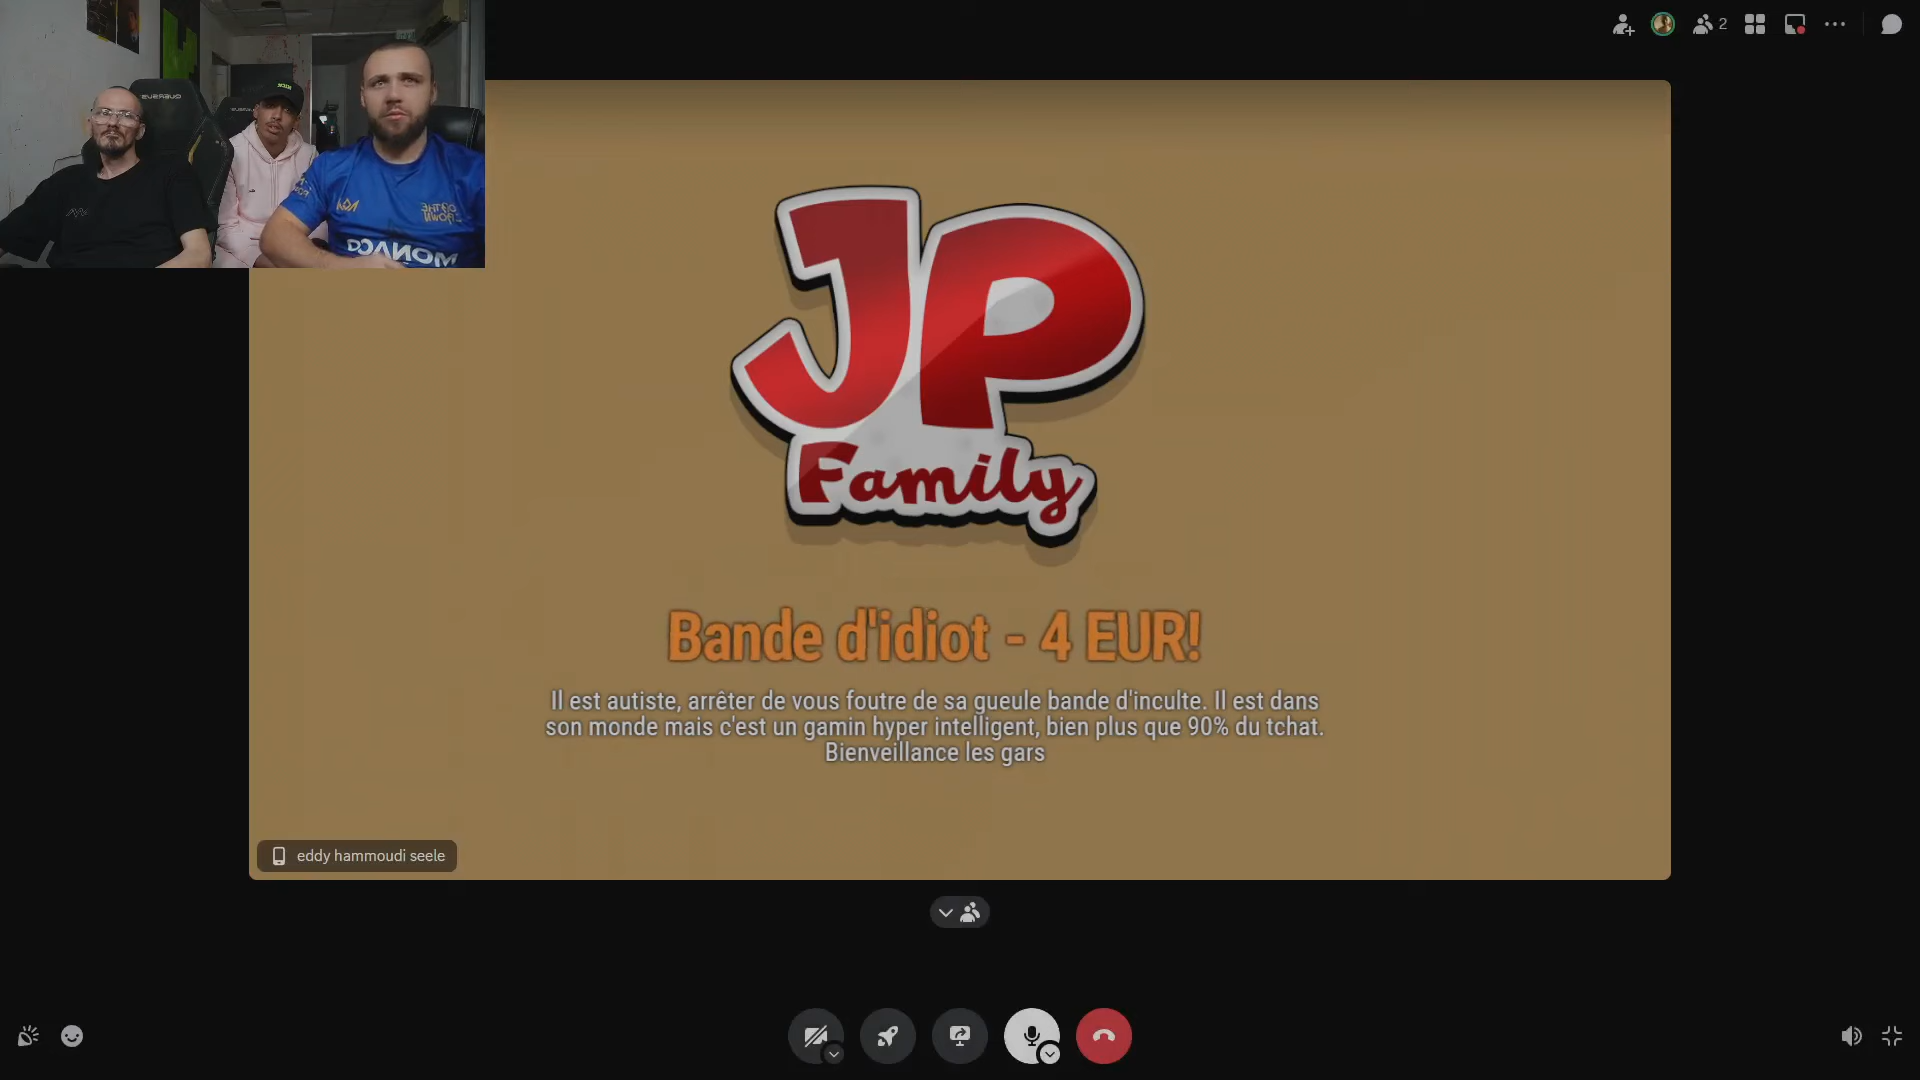 2
JP
Family
Bande d'idiot - 4 EUR!
Il est autiste, arrêter de vous foutre de sa gueule bande d'inculte. Il est dans
son monde mais c'est un gamin hyper intelligent, bien plus que 90% du tchat.
Bienveillance les gars
eddy hammoudi seele